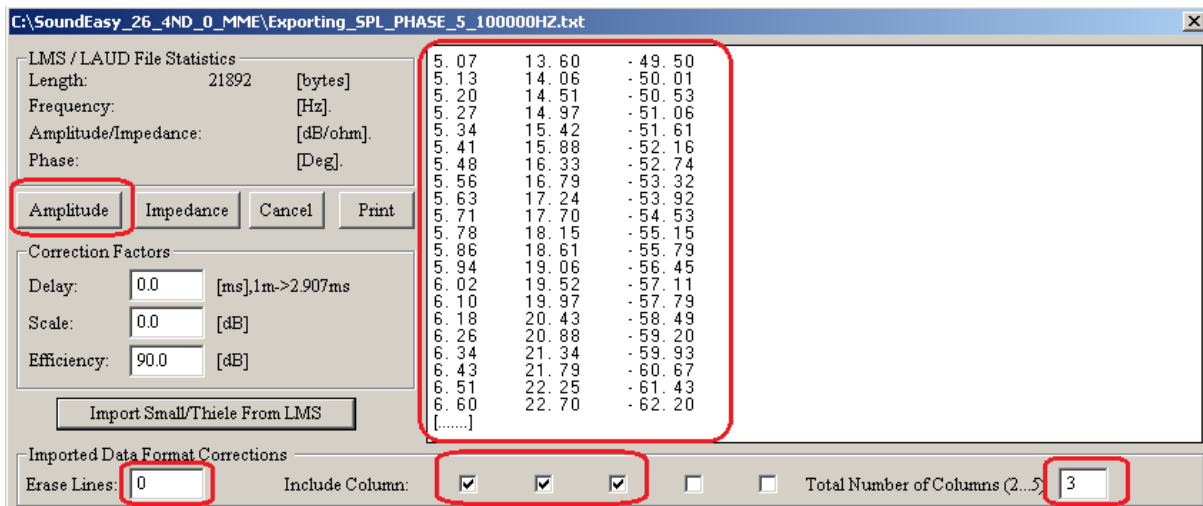 C:\SoundEasy_26_4ND_0_MME\Exporting_SPL_PHASE_5_100000HZ.txt
LMS / LAUD File Statistics
Length: 21892 [bytes]
Frequency: [Hz].
Amplitude/Impedance: [dB/ohm].
Phase: [Deg].
Amplitude Impedance Cancel Print
Correction Factors
Delay: 0.0 [ms],1m->2.907ms
Scale: 0.0 [dB]
Efficiency: 90.0 [dB]
Import Small/Thiele From LMS
5.07 13.60 -49.50
5.13 14.06 -50.01
5.20 14.51 -50.53
5.27 14.97 -51.06
5.34 15.42 -51.61
5.41 15.88 -52.16
5.48 16.33 -52.74
5.56 16.79 -53.32
5.63 17.24 -53.92
5.71 17.70 -54.53
5.78 18.15 -55.15
5.86 18.61 -55.79
5.94 19.06 -56.45
6.02 19.52 -57.11
6.10 19.97 -57.79
6.18 20.43 -58.49
6.26 20.88 -59.20
6.34 21.34 -59.93
6.43 21.79 -60.67
6.51 22.25 -61.43
6.60 22.70 -62.20
[......]
Imported Data Format Corrections
Erase Lines: 0 Include Column: Total Number of Columns (2...5) 3